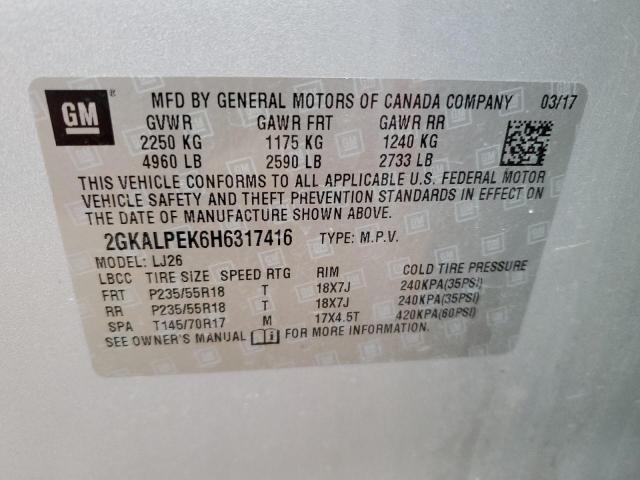 GM ® MFD BY GENERAL MOTORS OF CANADA COMPANY 03/17
GVWR GAWR FRT GAWR RR
2250 KG 1175 KG 1240 KG
4960 LB 2590 LB 2733 LB
THIS VEHICLE CONFORMS TO ALL APPLICABLE U.S. FEDERAL MOTOR
VEHICLE SAFETY AND THEFT PREVENTION STANDARDS IN EFFECT ON
THE DATE OF MANUFACTURE SHOWN ABOVE.
2GKALPEK6H6317416 TYPE: M.P.V.
MODEL: LJ26
LBCC TIRE SIZE SPEED RTG RIM COLD TIRE PRESSURE
FRT P235/55R18 T 18X7J 240KPA(35PSI)
RR P235/55R18 T 18X7J 240KPA(35PSI)
SPA T145/70R17 M 17X4.5T 420KPA(60PSI)
SEE OWNER'S MANUAL FOR MORE INFORMATION.